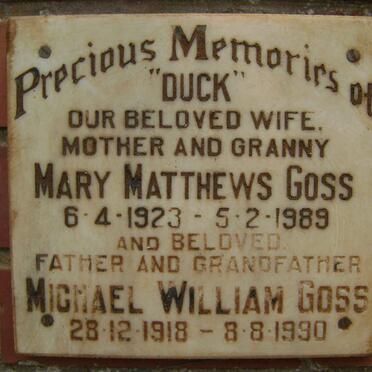 Precious Memories of
"DUCK"
OUR BELOVED WIFE,
MOTHER AND GRANNY
MARY MATTHEWS GOSS
6·4·1923 - 5·2·1989
AND BELOVED
FATHER AND GRANDFATHER
MICHAEL WILLIAM GOSS
28·12·1918 - 8·8·1990